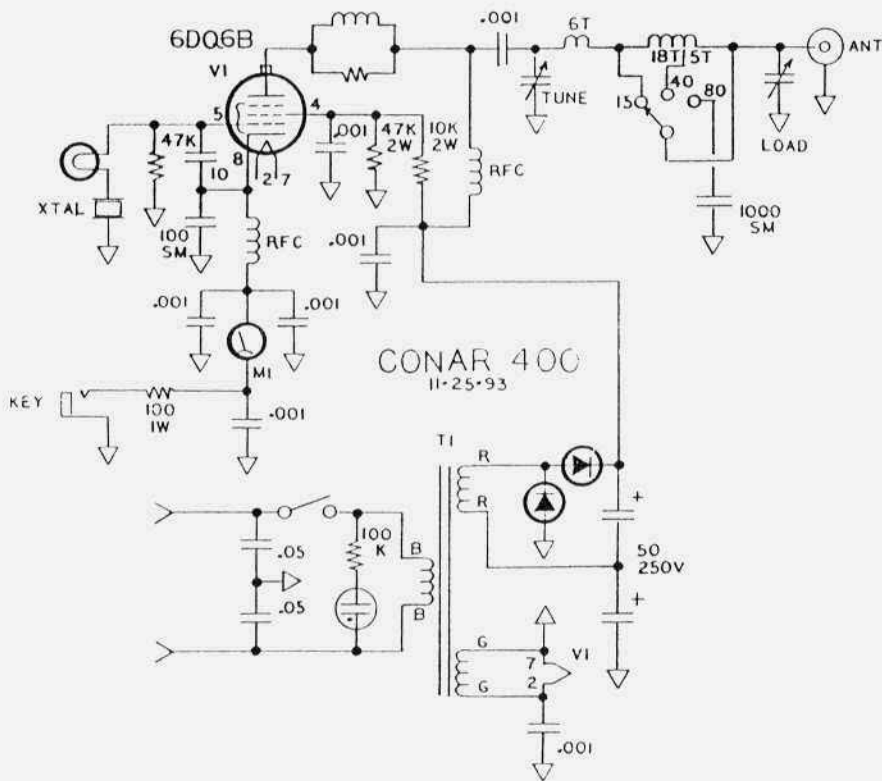 6DQ6B
V1
.001
6T
18T
5T
ANT
15
40
80
TUNE
LOAD
5
4
8
2
7
47K
10
.001
47K
2W
10K
2W
RFC
XTAL
100
SM
RFC
.001
1000
SM
.001
.001
M1
CONAR 400
11-25-93
KEY
100
1W
.001
T1
R
R
100
K
B
B
.05
.05
+
50
250V
+
G
G
7
2
V1
.001